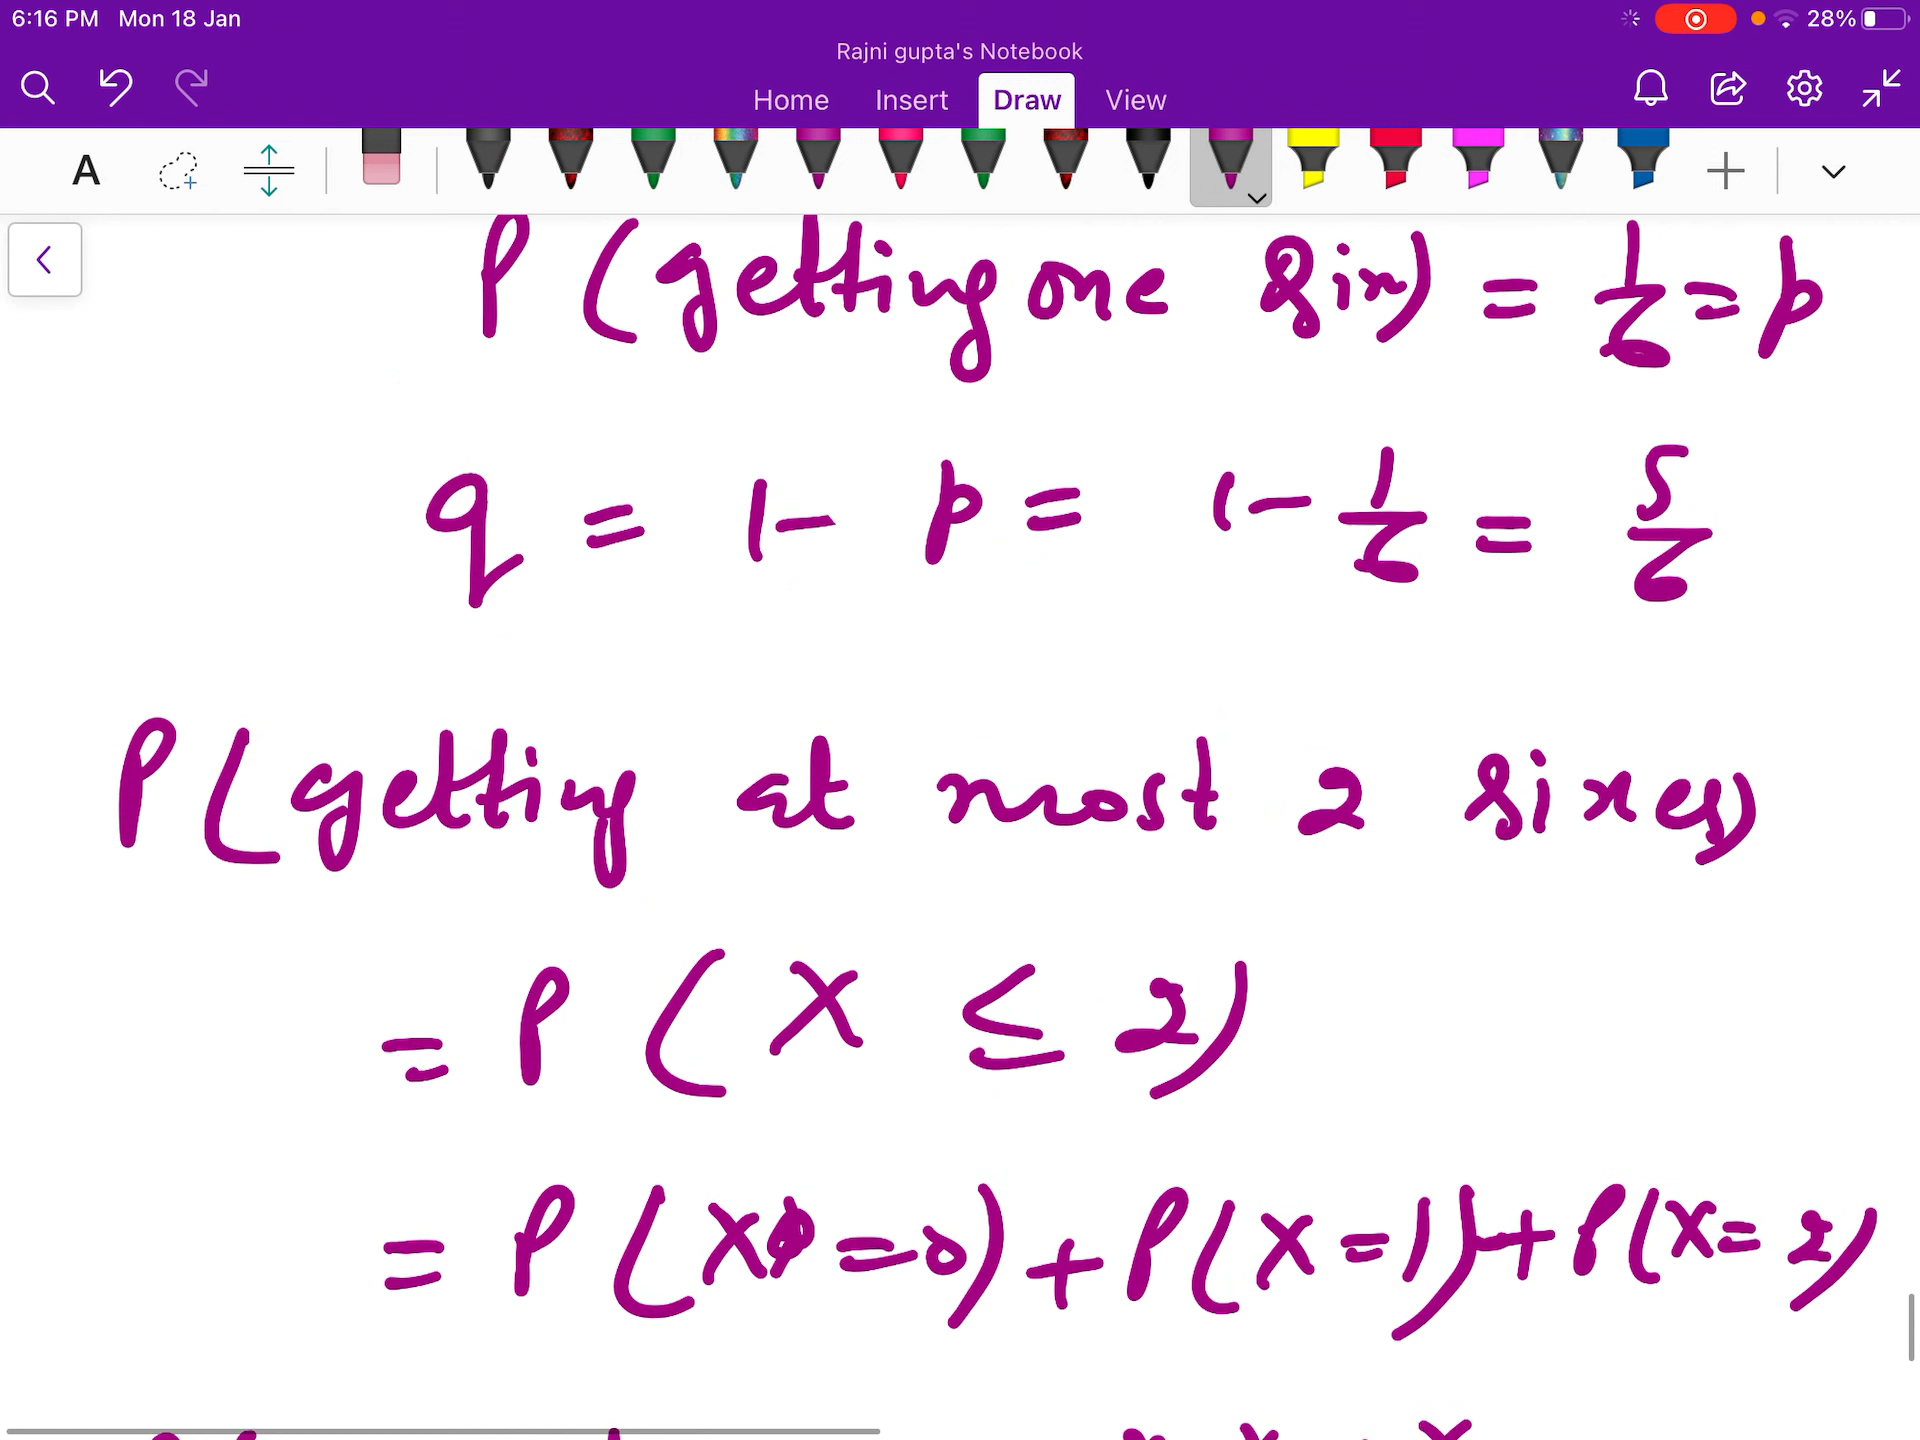 6:16 PM Mon 18 Jan 28%
Rajni gupta's Notebook
Home Insert Draw View
A
P (getting one six) = 1/6 = p
q = 1 - p = 1 - 1/6 = 5/6
P(getting at most 2 sixes)
= P (X ≤ 2)
= P (X = 0) + P(X = 1) + P(X = 2)